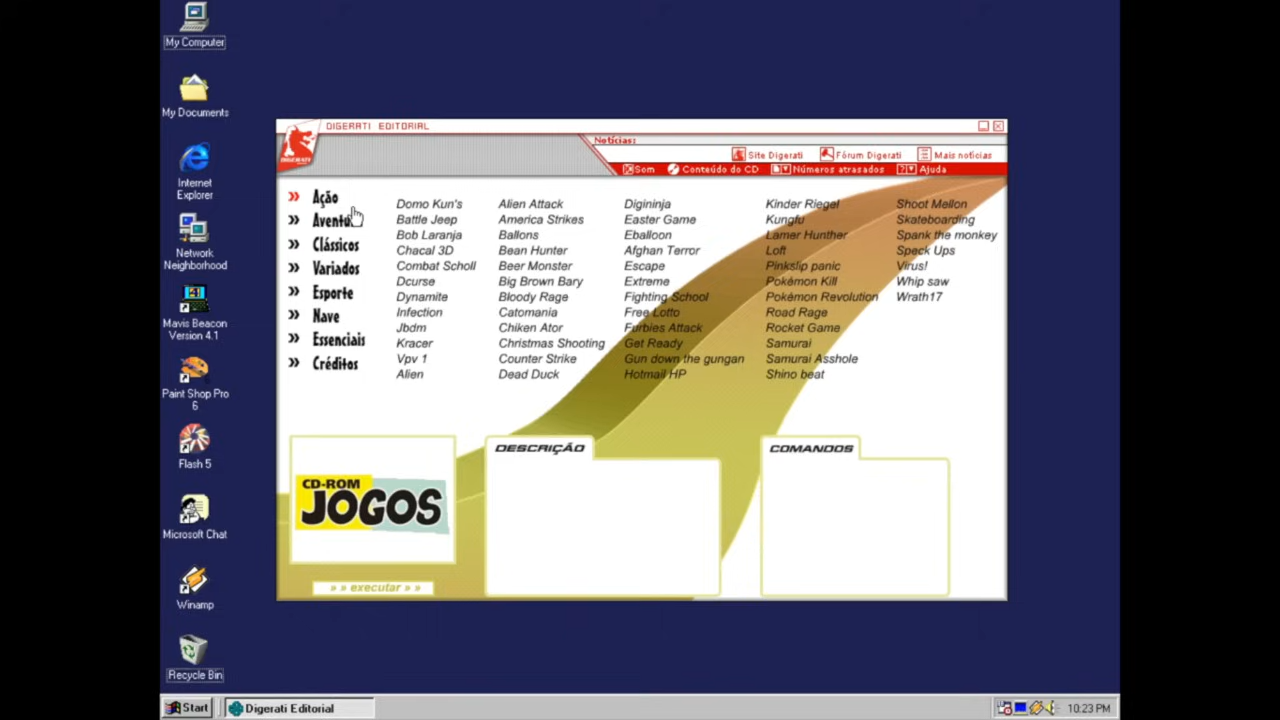 My Computer
My Documents
Internet
Explorer
Network
Neighborhood
Mavis Beacon
Version 4.1
Paint Shop Pro
6
Flash 5
Microsoft Chat
Winamp
Recycle Bin
DIGERATI EDITORIAL
DIGERATI
Notícias:
Site Digerati
Fórum Digerati
Mais notícias
Som
Conteúdo do CD
Números atrasados
Ajuda
Ação
Clássicos
Variados
Esporte
Nave
Essenciais
Créditos
Domo Kun's
Battle Jeep
Bob Laranja
Chacal 3D
Combat Scholl
Dcurse
Dynamite
Infection
Jbdm
Kracer
Vpv 1
Alien
Alien Attack
America Strikes
Ballons
Bean Hunter
Beer Monster
Big Brown Bary
Bloody Rage
Catomania
Chiken Ator
Christmas Shooting
Counter Strike
Dead Duck
Digininja
Easter Game
Eballoon
Afghan Terror
Escape
Extreme
Fighting School
Free Lotto
Furbies Attack
Get Ready
Gun down the gungan
Hotmail HP
Kinder Riegel
Kungfu
Lamer Hunther
Loft
Pinkslip panic
Pokémon Kill
Pokémon Revolution
Road Rage
Rocket Game
Samurai
Samurai Asshole
Shino beat
Shoot Mellon
Skateboarding
Spank the monkey
Speck Ups
Virus!
Whip saw
Wrath17
CD-ROM
JOGOS
» » executar » »
DESCRIÇÃO
COMANDOS
Start
Digerati Editorial
10:23 PM